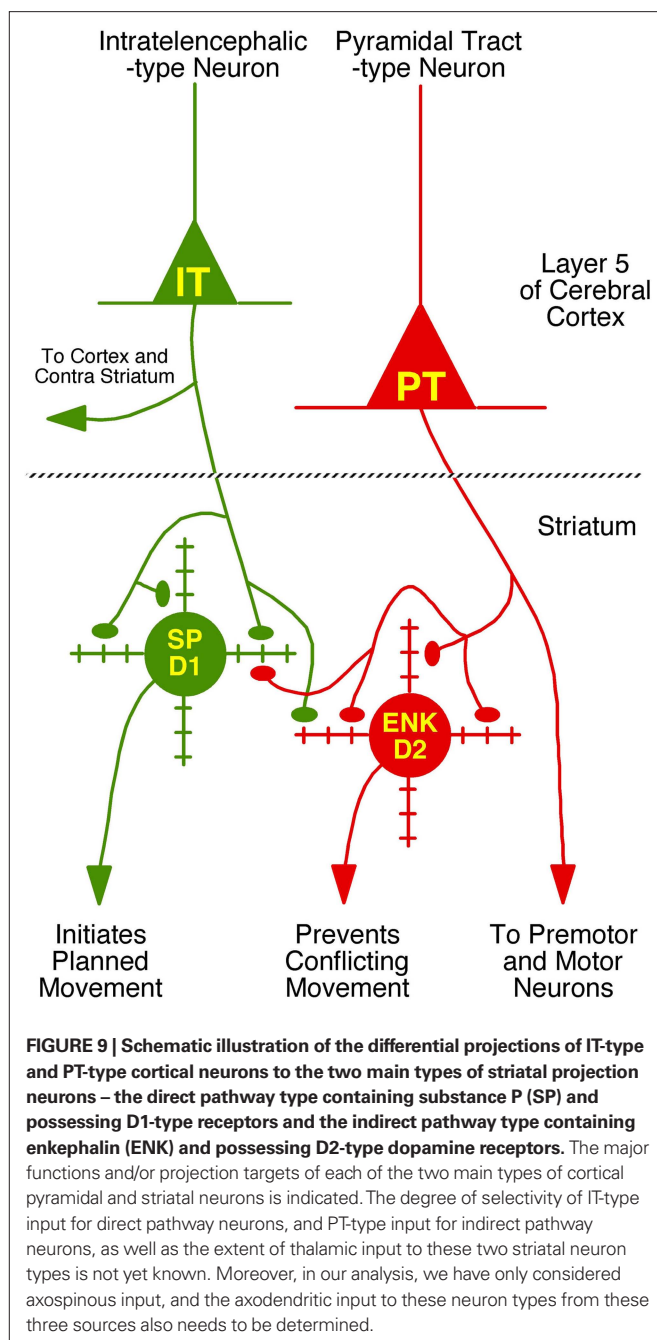 Intratelencephalic
-type Neuron
Pyramidal Tract
-type Neuron
IT
Layer 5
of Cerebral
Cortex
To Cortex and
Contra Striatum
PT
Striatum
SP
D1
ENK
D2
Initiates
Planned
Movement
Prevents
Conflicting
Movement
To Premotor
and Motor
Neurons
FIGURE 9 | Schematic illustration of the differential projections of IT-type
and PT-type cortical neurons to the two main types of striatal projection
neurons – the direct pathway type containing substance P (SP) and
possessing D1-type receptors and the indirect pathway type containing
enkephalin (ENK) and possessing D2-type dopamine receptors. The major
functions and/or projection targets of each of the two main types of cortical
pyramidal and striatal neurons is indicated. The degree of selectivity of IT-type
input for direct pathway neurons, and PT-type input for indirect pathway
neurons, as well as the extent of thalamic input to these two striatal neuron
types is not yet known. Moreover, in our analysis, we have only considered
axospinous input, and the axodendritic input to these neuron types from these
three sources also needs to be determined.